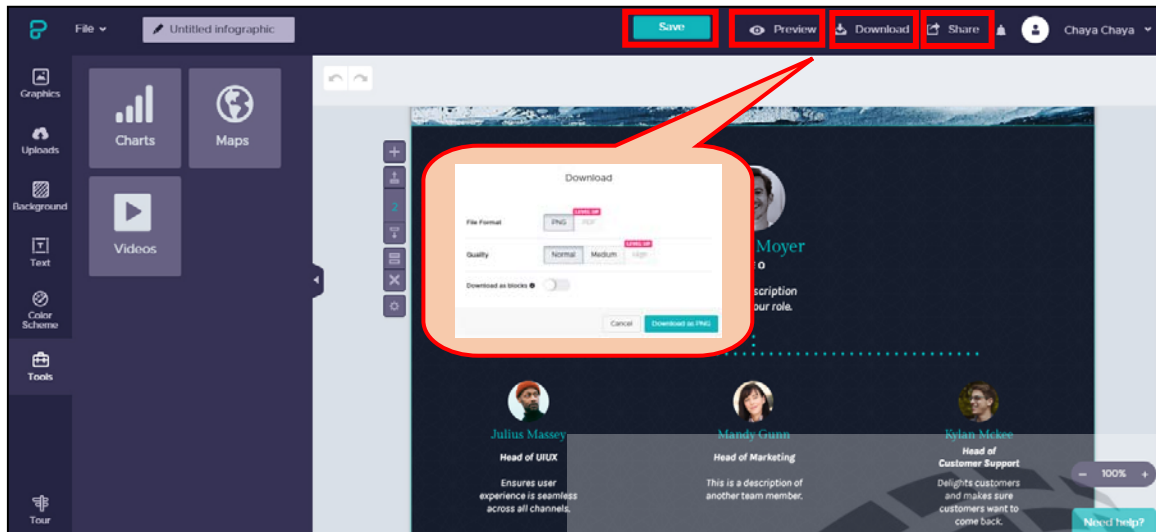 File
Untitled infographic
Save
Preview
Download
Share
Chaya Chaya
Graphics
Uploads
Background
Text
Color
Scheme
Tools
Tour
Charts
Maps
Videos
2
Download
File Format
PNG
LEVEL UP
PDF
Quality
Normal
Medium
LEVEL UP
High
Download as blocks
Cancel
Download as PNG
Moyer
O
scription
our role.
Julius Massey
Head of UIUX
Ensures user
experience is seamless
across all channels.
Mandy Gunn
Head of Marketing
This is a description of
another team member.
Kylan Mckee
Head of
Customer Support
Delights customers
and makes sure
customers want to
come back.
- 100% +
Need help?